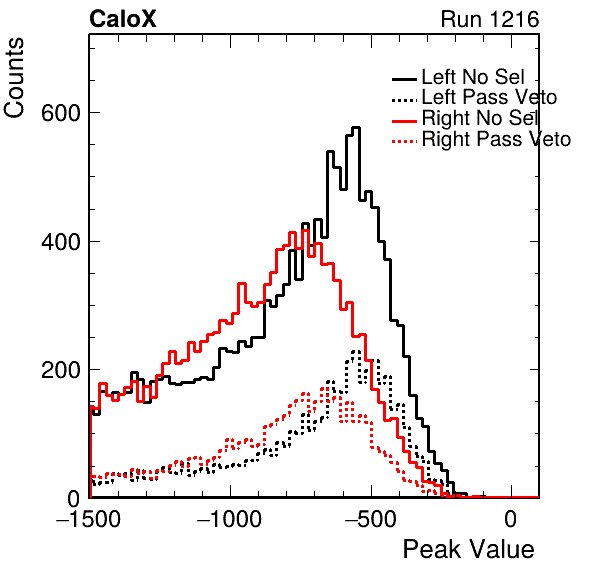 CaloX Run 1216
Counts
Left No Sel
Left Pass Veto
Right No Sel
Right Pass Veto
600
400
200
0
−1500 −1000 −500 0
Peak Value